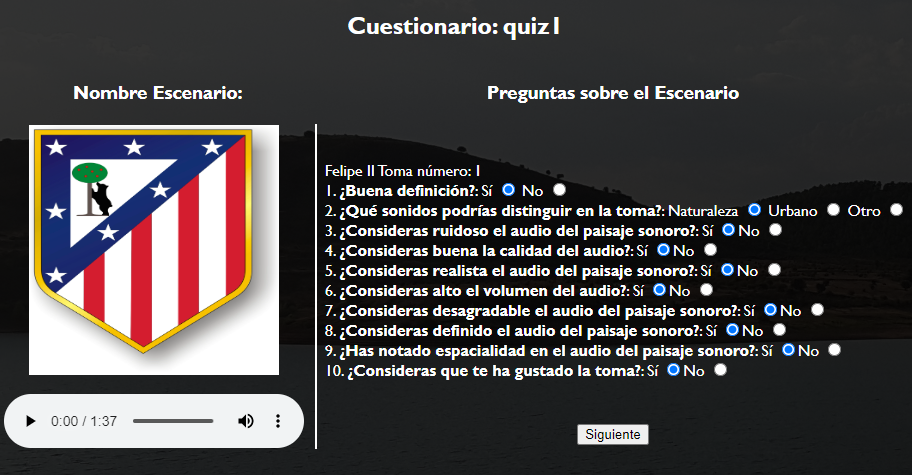 Cuestionario: quiz1
Nombre Escenario:
Preguntas sobre el Escenario
Felipe II Toma número: 1
1. ¿Buena definición?: Sí No
2. ¿Qué sonidos podrías distinguir en la toma?: Naturaleza Urbano Otro
3. ¿Consideras ruidoso el audio del paisaje sonoro?: Sí No
4. ¿Consideras buena la calidad del audio?: Sí No
5. ¿Consideras realista el audio del paisaje sonoro?: Sí No
6. ¿Consideras alto el volumen del audio?: Sí No
7. ¿Consideras desagradable el audio del paisaje sonoro?: Sí No
8. ¿Consideras definido el audio del paisaje sonoro?: Sí No
9. ¿Has notado espacialidad en el audio del paisaje sonoro?: Sí No
10. ¿Consideras que te ha gustado la toma?: Sí No
0:00 / 1:37
Siguiente